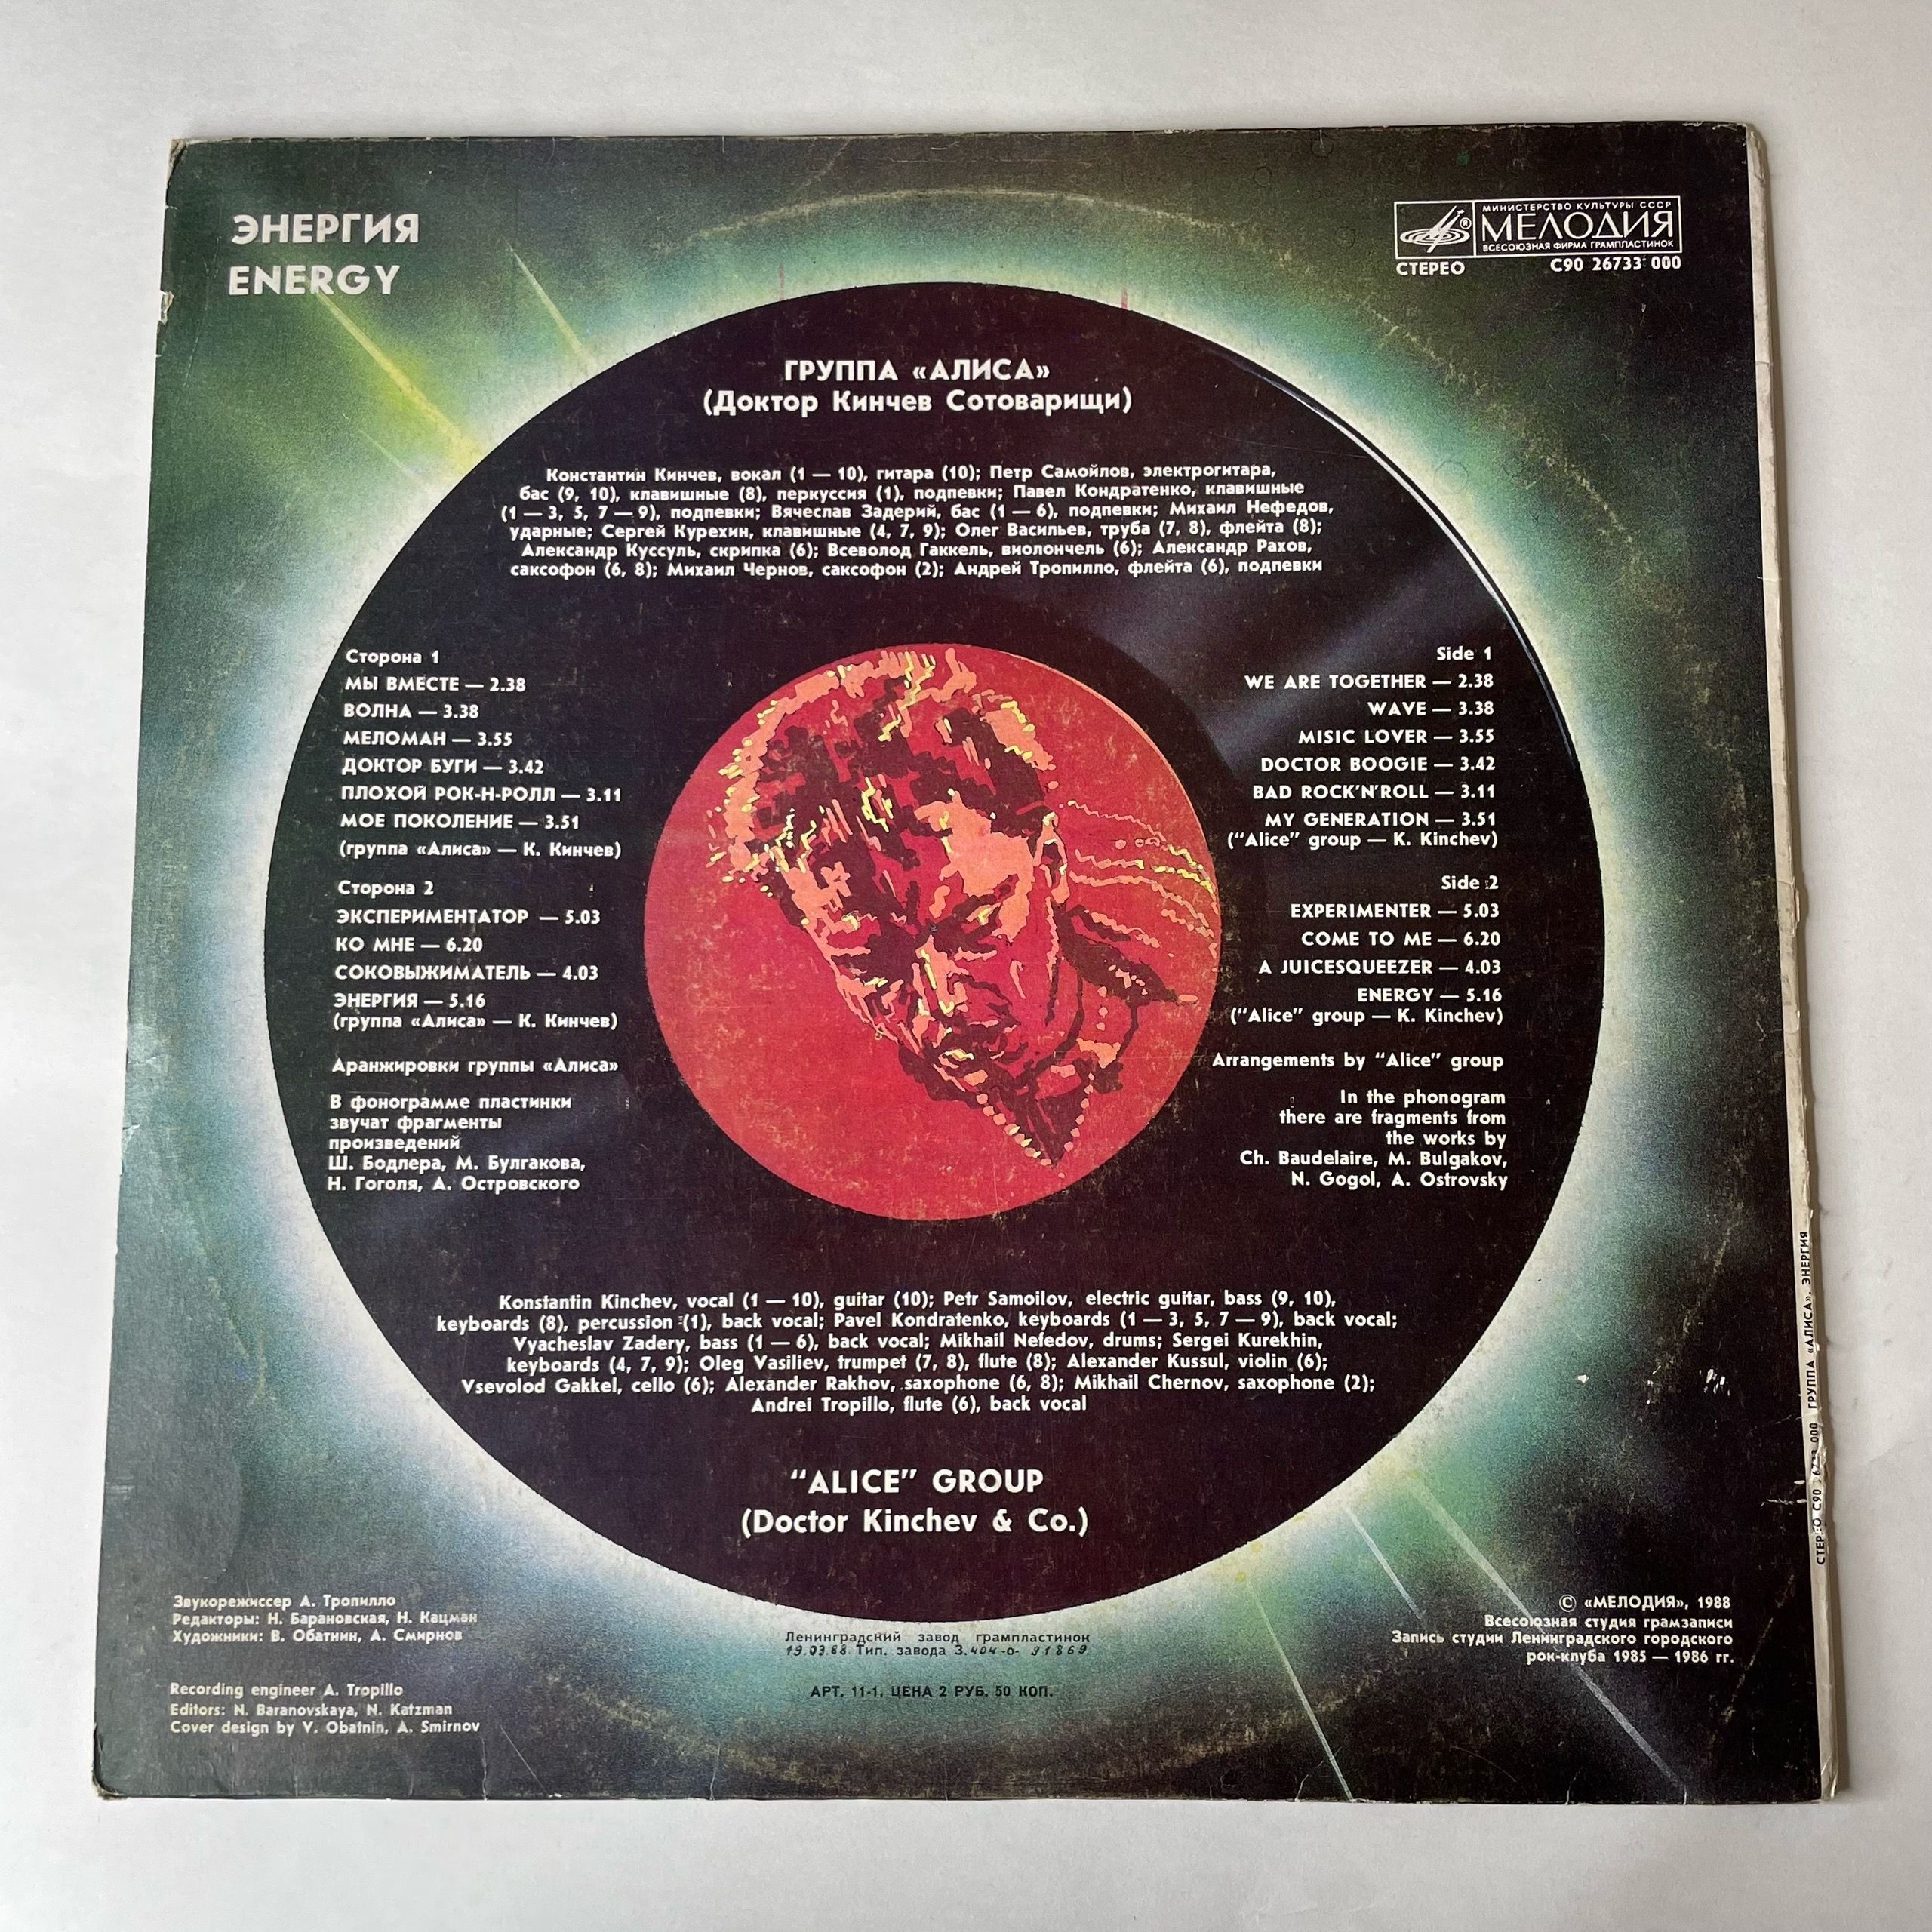 ЭНЕРГИЯ
ENERGY
МИНИСТЕРСТВО КУЛЬТУРЫ СССР
МЕЛОДИЯ
ВСЕСОЮЗНАЯ ФИРМА ГРАМПЛАСТИНОК
СТЕРЕО С90 26733 000
ГРУППА «АЛИСА»
(Доктор Кинчев Сотоварищи)
Константин Кинчев, вокал (1 — 10), гитара (10); Петр Самойлов, электрогитара,
бас (9, 10), клавишные (8), перкуссия (1), подпевки; Павел Кондратенко, клавишные
(1 — 3, 5, 7 — 9), подпевки; Вячеслав Задерий, бас (1 — 6), подпевки; Михаил Нефедов,
ударные; Сергей Курехин, клавишные (4, 7, 9); Олег Васильев, труба (7, 8), флейта (8);
Александр Куссуль, скрипка (6); Всеволод Гаккель, виолончель (6); Александр Рахов,
саксофон (6, 8); Михаил Чернов, саксофон (2); Андрей Тропилло, флейта (6), подпевки
Сторона 1
МЫ ВМЕСТЕ — 2.38
ВОЛНА — 3.38
МЕЛОМАН — 3.55
ДОКТОР БУГИ — 3.42
ПЛОХОЙ РОК-Н-РОЛЛ — 3.11
МОЕ ПОКОЛЕНИЕ — 3.51
(группа «Алиса» — К. Кинчев)
Сторона 2
ЭКСПЕРИМЕНТАТОР — 5.03
КО МНЕ — 6.20
СОКОВЫЖИМАТЕЛЬ — 4.03
ЭНЕРГИЯ — 5.16
(группа «Алиса» — К. Кинчев)
Аранжировки группы «Алиса»
В фонограмме пластинки
звучат фрагменты
произведений
Ш. Бодлера, М. Булгакова,
Н. Гоголя, А. Островского
Side 1
WE ARE TOGETHER — 2.38
WAVE — 3.38
MISIC LOVER — 3.55
DOCTOR BOOGIE — 3.42
BAD ROCK'N'ROLL — 3.11
MY GENERATION — 3.51
(“Alice” group — K. Kinchev)
Side 2
EXPERIMENTER — 5.03
COME TO ME — 6.20
A JUICESQUEEZER — 4.03
ENERGY — 5.16
(“Alice” group — K. Kinchev)
Arrangements by “Alice” group
In the phonogram
there are fragments from
the works by
Ch. Baudelaire, M. Bulgakov,
N. Gogol, A. Ostrovsky
Konstantin Kinchev, vocal (1 — 10), guitar (10); Petr Samoilov, electric guitar, bass (9, 10),
keyboards (8), percussion (1), back vocal; Pavel Kondratenko, keyboards (1 — 3, 5, 7 — 9), back vocal;
Vyacheslav Zadery, bass (1 — 6), back vocal; Mikhail Nefedov, drums; Sergei Kurekhin,
keyboards (4, 7, 9); Oleg Vasiliev, trumpet (7, 8), flute (8); Alexander Kussul, violin (6);
Vsevolod Gakkel, cello (6); Alexander Rakhov, saxophone (6, 8); Mikhail Chernov, saxophone (2);
Andrei Tropillo, flute (6), back vocal
“ALICE” GROUP
(Doctor Kinchev & Co.)
Звукорежиссер А. Тропилло
Редакторы: Н. Барановская, Н. Кацман
Художники: В. Обатнин, А. Смирнов
Recording engineer A. Tropillo
Editors: N. Baranovskaya, N. Katzman
Cover design by V. Obatnin, A. Smirnov
Ленинградский завод грампластинок
19.03.88 Тип. завода З.404-о- 91869
АРТ. 11-1. ЦЕНА 2 РУБ. 50 КОП.
© «МЕЛОДИЯ», 1988
Всесоюзная студия грамзаписи
Запись студии Ленинградского городского
рок-клуба 1985 — 1986 гг.
СТЕРЕО С90 26733 000 ГРУППА «АЛИСА». ЭНЕРГИЯ